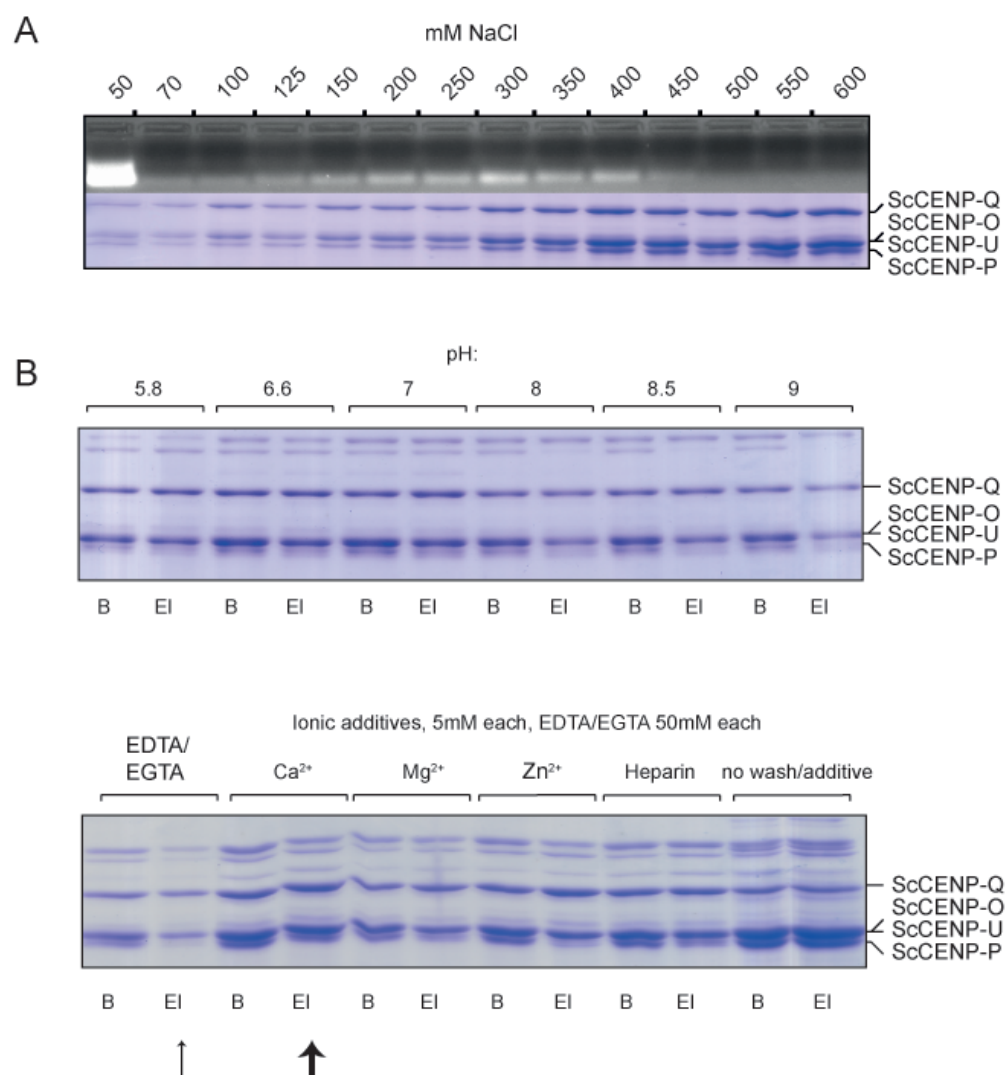 A
mM NaCl
50 70 100 125 150 200 250 300 350 400 450 500 550 600
ScCENP-Q
ScCENP-O
ScCENP-U
ScCENP-P
B
pH:
5.8 6.6 7 8 8.5 9
ScCENP-Q
ScCENP-O
ScCENP-U
ScCENP-P
B El B El B El B El B El B El
Ionic additives, 5mM each, EDTA/EGTA 50mM each
EDTA/
EGTA Ca²⁺ Mg²⁺ Zn²⁺ Heparin no wash/additive
ScCENP-Q
ScCENP-O
ScCENP-U
ScCENP-P
B El B El B El B El B El B El